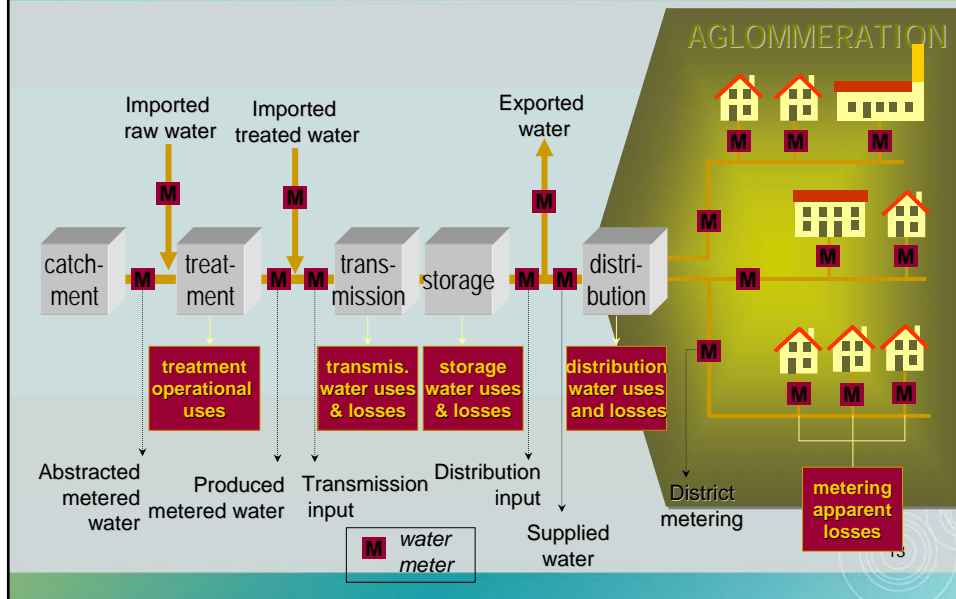 AGLOMMERATION
Imported
raw water
Imported
treated water
Exported
water
M
M
M
M
M
M
M
M
catch-
ment
M
treat-
ment
M
M
trans-
mission
storage
M
M
distri-
bution
M
M
M
treatment
operational
uses
transmis.
water uses
& losses
storage
water uses
& losses
distribution
water uses
and losses
M
M
M
Abstracted
metered
water
Produced
metered water
Transmission
input
Distribution
input
Supplied
water
District
metering
metering
apparent
losses
M
water
meter
13